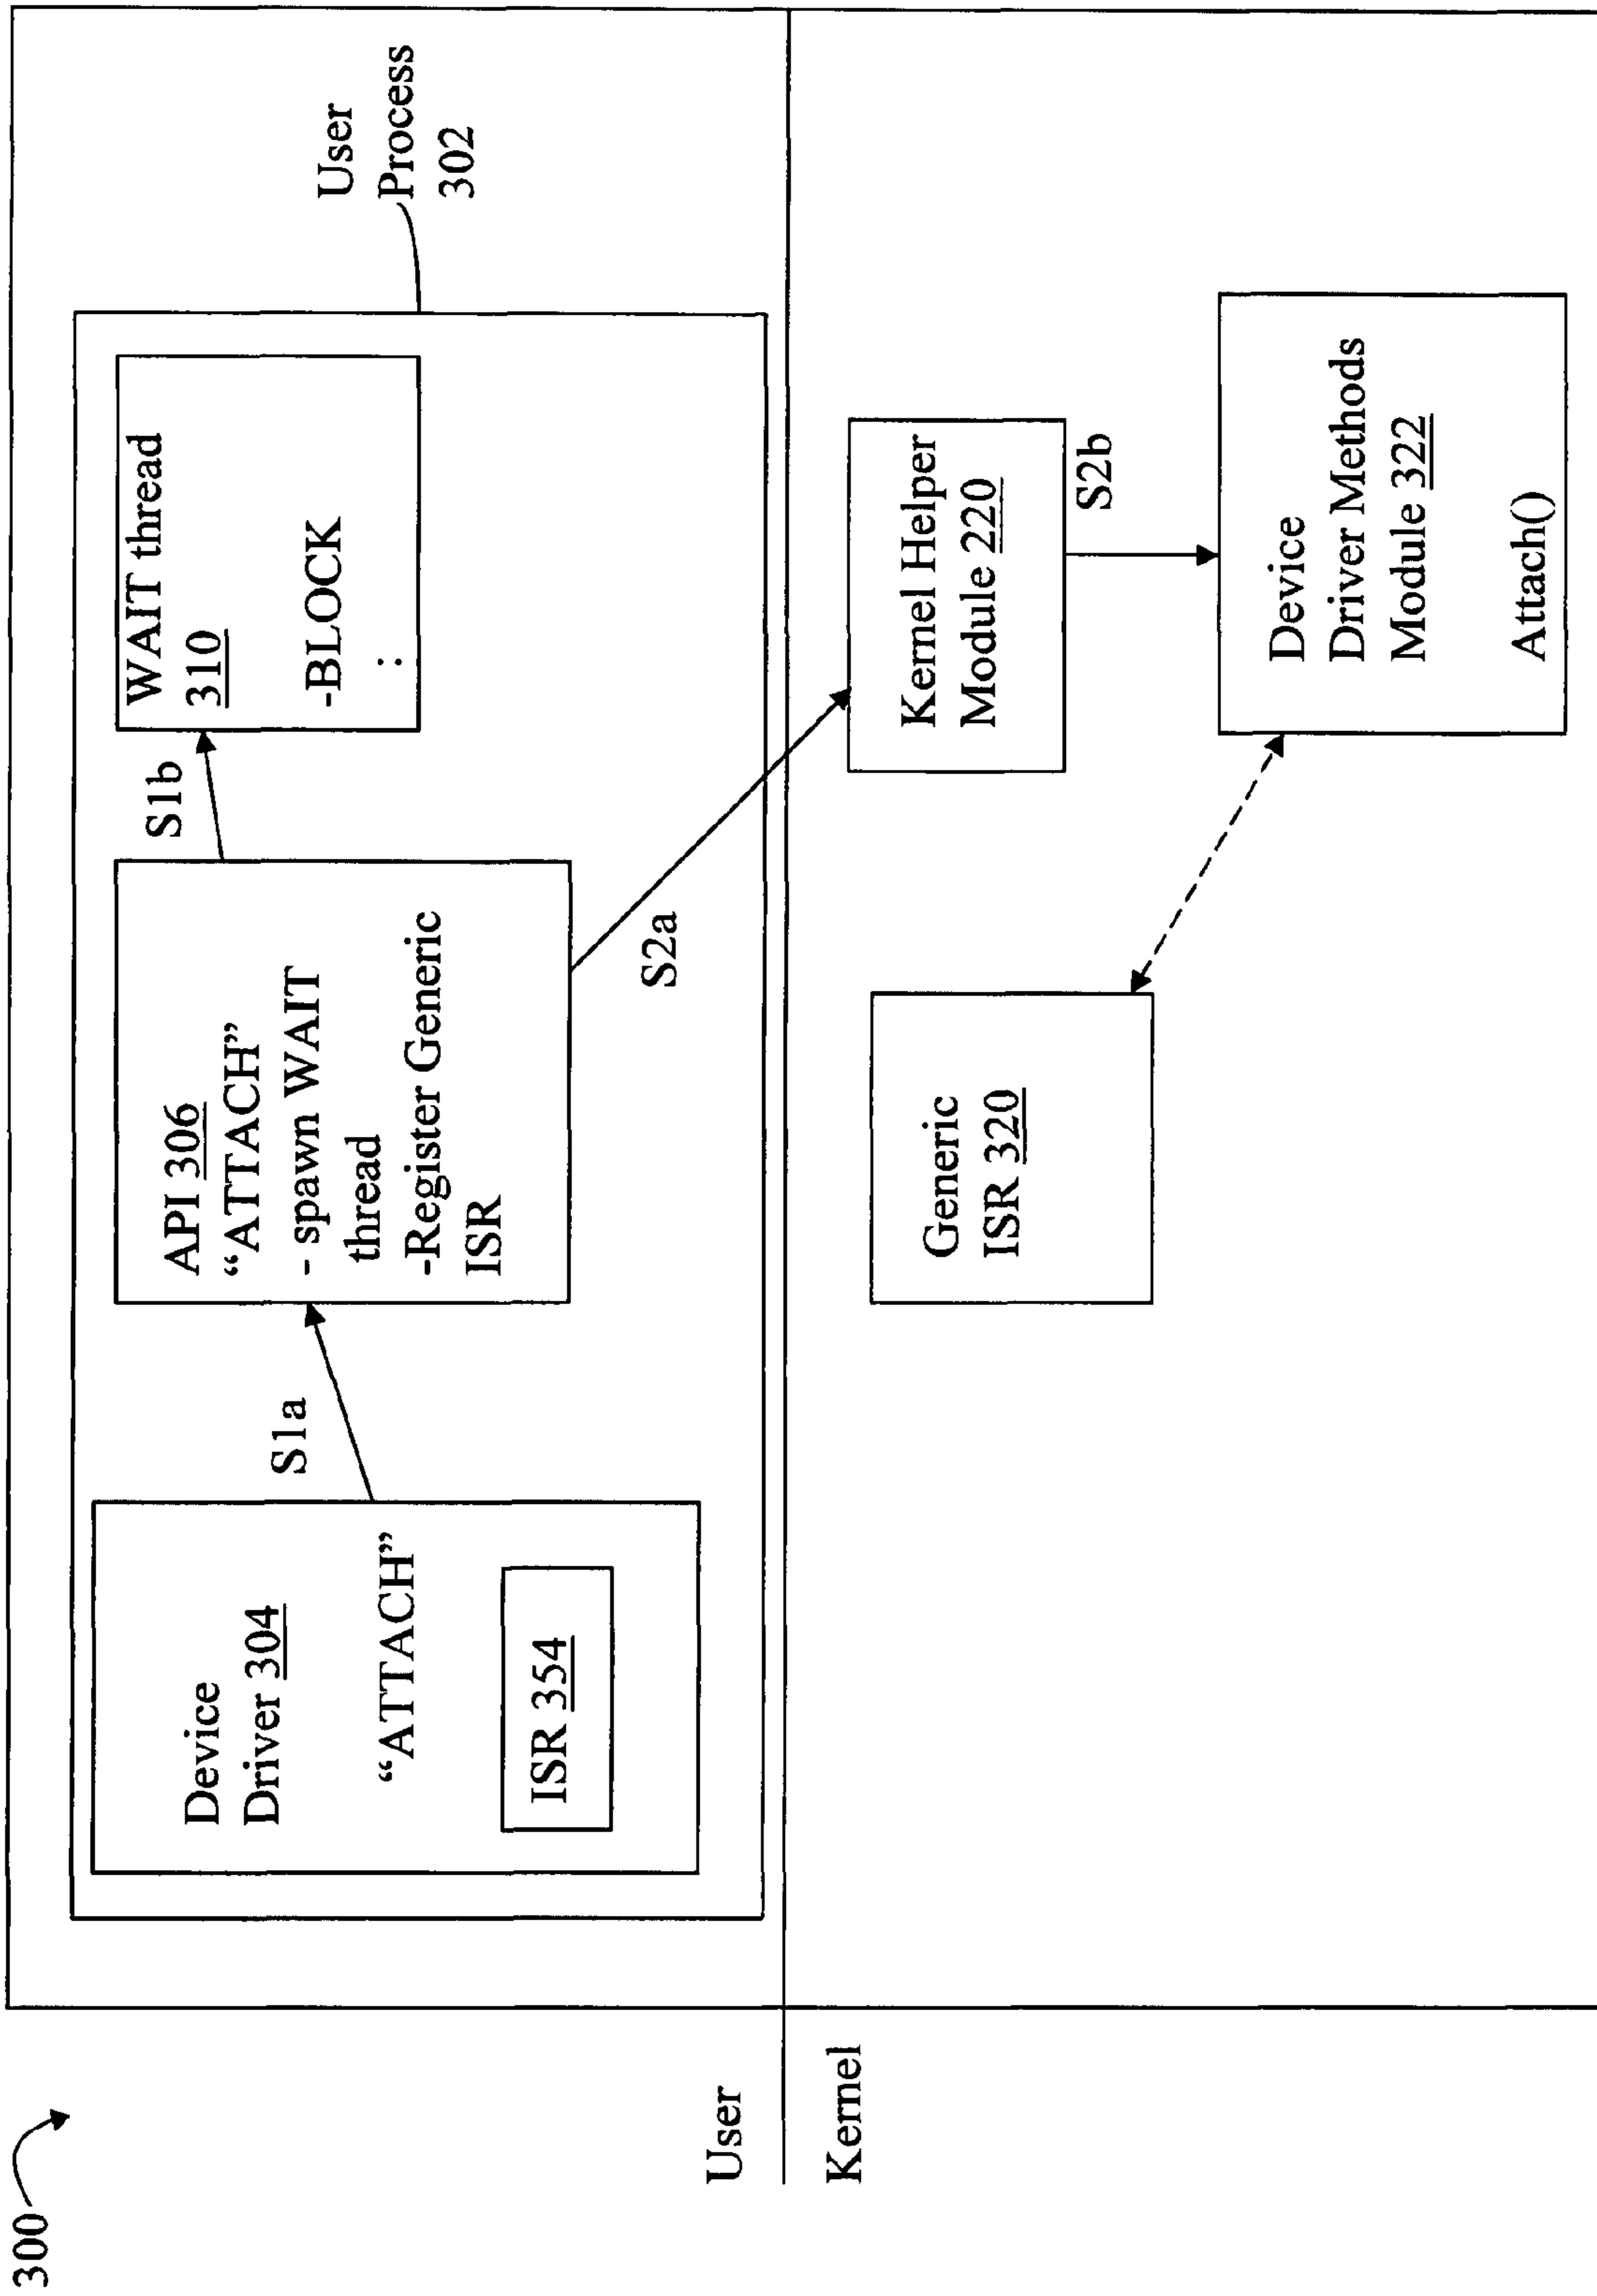 300
User
Kernel
User
Process
302
Device
Driver 304
“ATTACH”
ISR 354
S1a
API 306
“ATTACH”
- spawn WAIT
thread
-Register Generic
ISR
S1b
WAIT thread
310
-BLOCK
:
S2a
Generic
ISR 320
Kernel Helper
Module 220
S2b
Device
Driver Methods
Module 322
Attach()